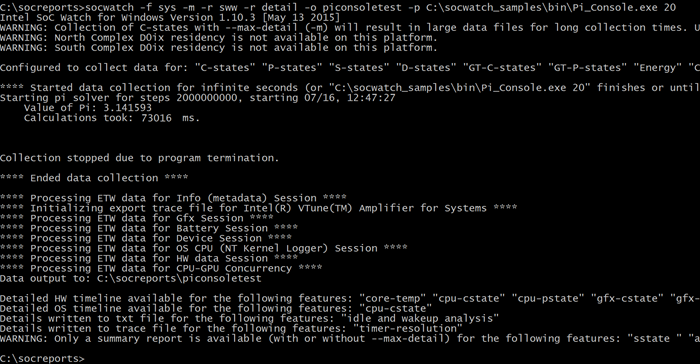 C:\socreports>socwatch -f sys -m -r sww -r detail -o piconsoletest -p C:\socwatch_samples\bin\Pi_Console.exe 20
Intel SoC Watch for Windows Version 1.10.3 [May 13 2015]
WARNING: Collection of C-states with --max-detail (-m) will result in large data files for long collection times. U
WARNING: North Complex D0ix residency is not available on this platform.
WARNING: South Complex D0ix residency is not available on this platform.
Configured to collect data for: "C-states" "P-states" "S-states" "D-states" "GT-C-states" "GT-P-states" "Energy" "C
**** Started data collection for infinite seconds (or "C:\socwatch_samples\bin\Pi_Console.exe 20" finishes or until
Starting pi solver for steps 2000000000, starting 07/16, 12:47:27
Value of Pi: 3.141593
Calculations took: 73016 ms.
Collection stopped due to program termination.
**** Ended data collection ****
**** Processing ETW data for Info (metadata) Session ****
**** Initializing export trace file for Intel(R) VTune(TM) Amplifier for Systems ****
**** Processing ETW data for Gfx Session ****
**** Processing ETW data for Battery Session ****
**** Processing ETW data for Device Session ****
**** Processing ETW data for OS CPU (NT Kernel Logger) Session ****
**** Processing ETW data for HW data Session ****
**** Processing ETW data for CPU-GPU Concurrency ****
Data output to: C:\socreports\piconsoletest
Detailed HW timeline available for the following features: "core-temp" "cpu-cstate" "cpu-pstate" "gfx-cstate" "gfx-
Detailed OS timeline available for the following features: "cpu-cstate"
Details written to txt file for the following features: "idle and wakeup analysis"
Details written to trace file for the following features: "timer-resolution"
WARNING: Only a summary report is available (with or without --max-detail) for the following features: "sstate " "
C:\socreports>